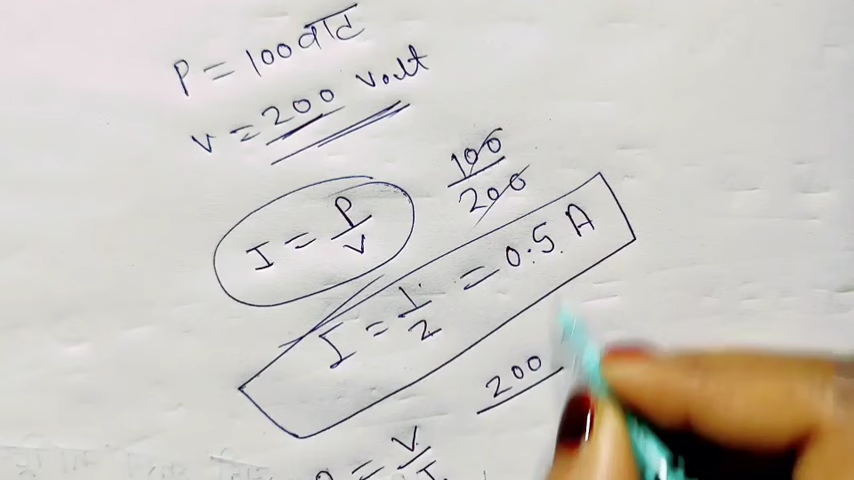 P = 100 वाट
V = 200 Volt
I = P/V
100/200
I = 1/2 = 0.5 A
200
= V/I